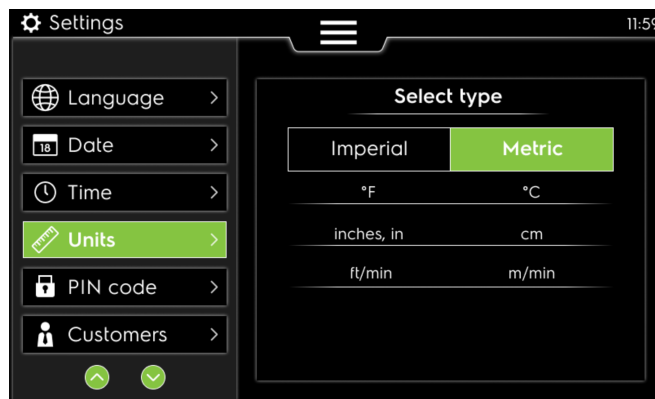 Settings
11:59
Language
Date
18
Time
Units
PIN code
Customers
Select type
Imperial Metric
°F °C
inches, in cm
ft/min m/min